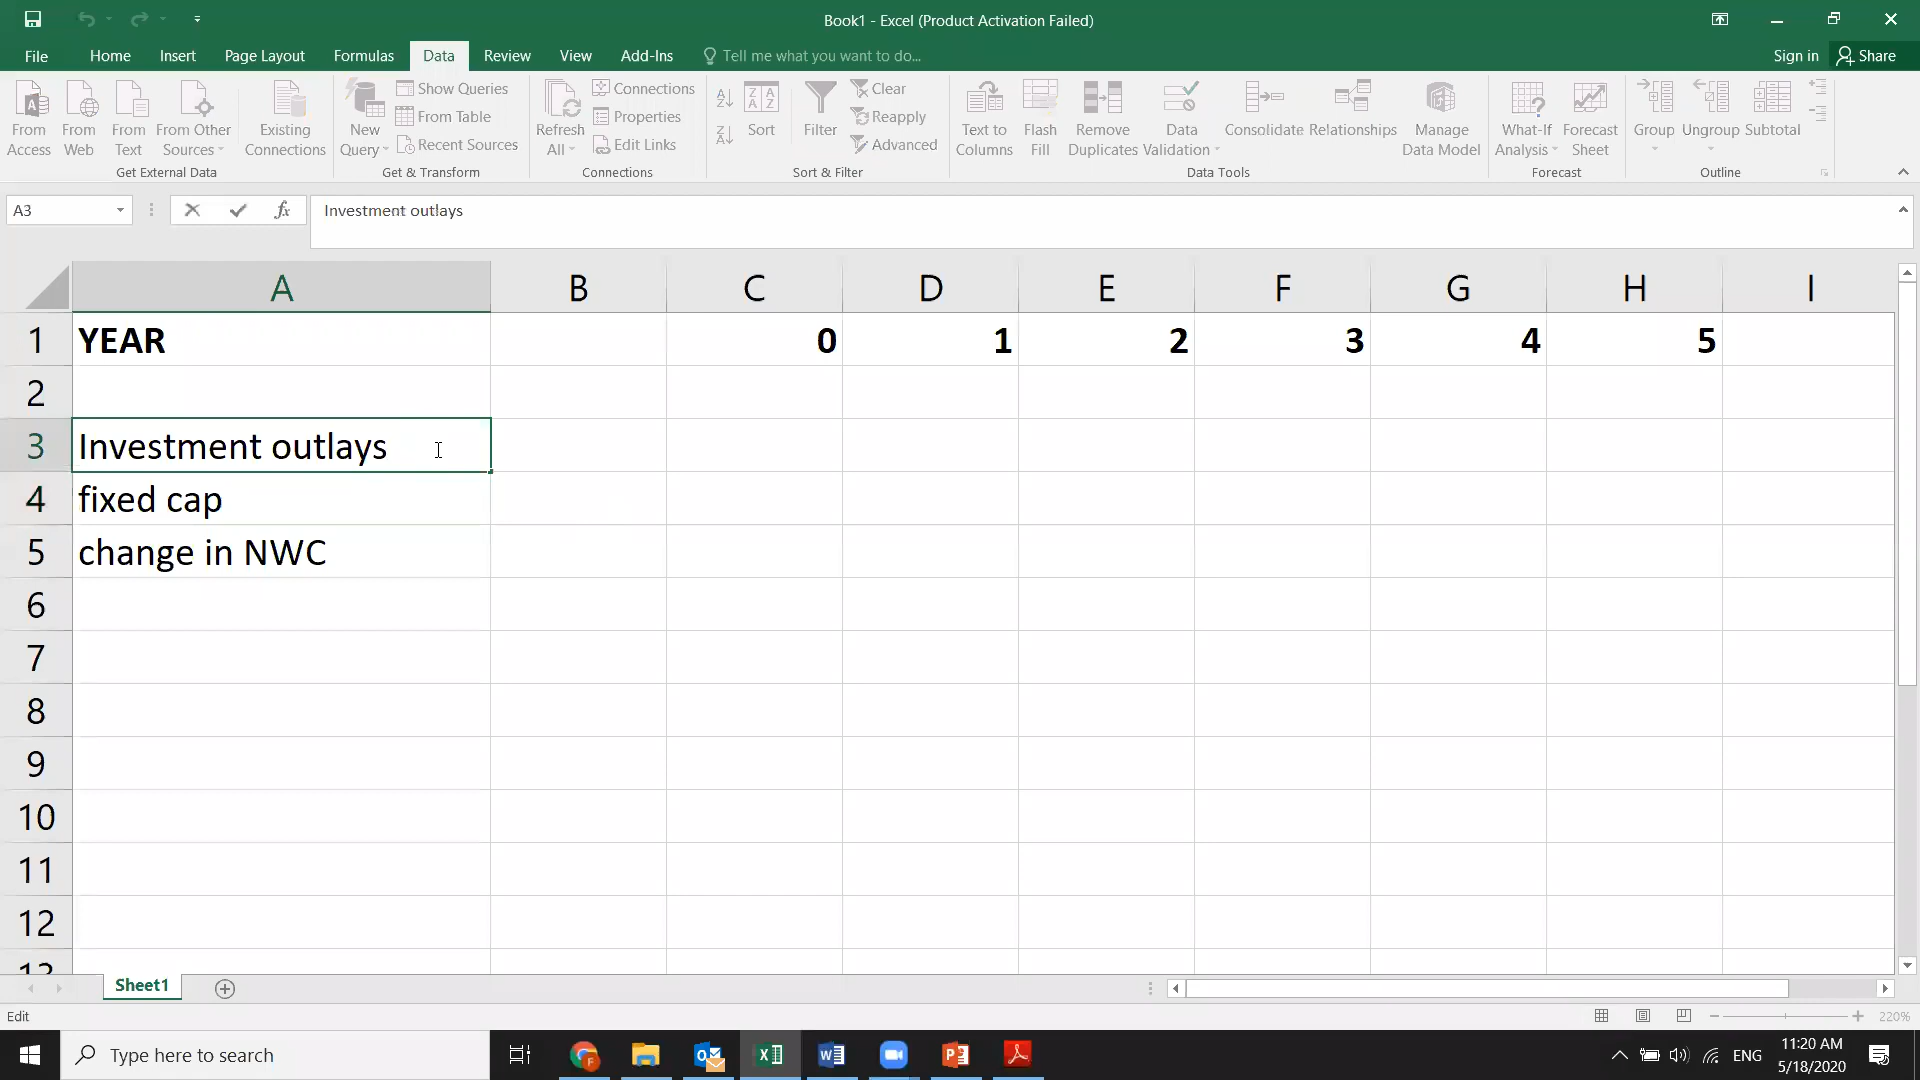 Book1 - Excel (Product Activation Failed)
File Home Insert Page Layout Formulas Data Review View Add-Ins Tell me what you want to do... Sign in Share
From Access
From Web
From Text
From Other Sources
Existing Connections
Get External Data
New Query
Show Queries
From Table
Recent Sources
Get & Transform
Refresh All
Connections
Properties
Edit Links
Connections
Sort
Filter
Clear
Reapply
Advanced
Sort & Filter
Text to Columns
Flash Fill
Remove Duplicates
Data Validation
Consolidate
Relationships
Manage Data Model
Data Tools
What-If Analysis
Forecast Sheet
Forecast
Group
Ungroup
Subtotal
Outline
A3 fx Investment outlays
A B C D E F G H I
1 YEAR 0 1 2 3 4 5
2
3 Investment outlays
4 fixed cap
5 change in NWC
6
7
8
9
10
11
12
13
Sheet1
Edit 220%
Type here to search ENG 11:20 AM
5/18/2020